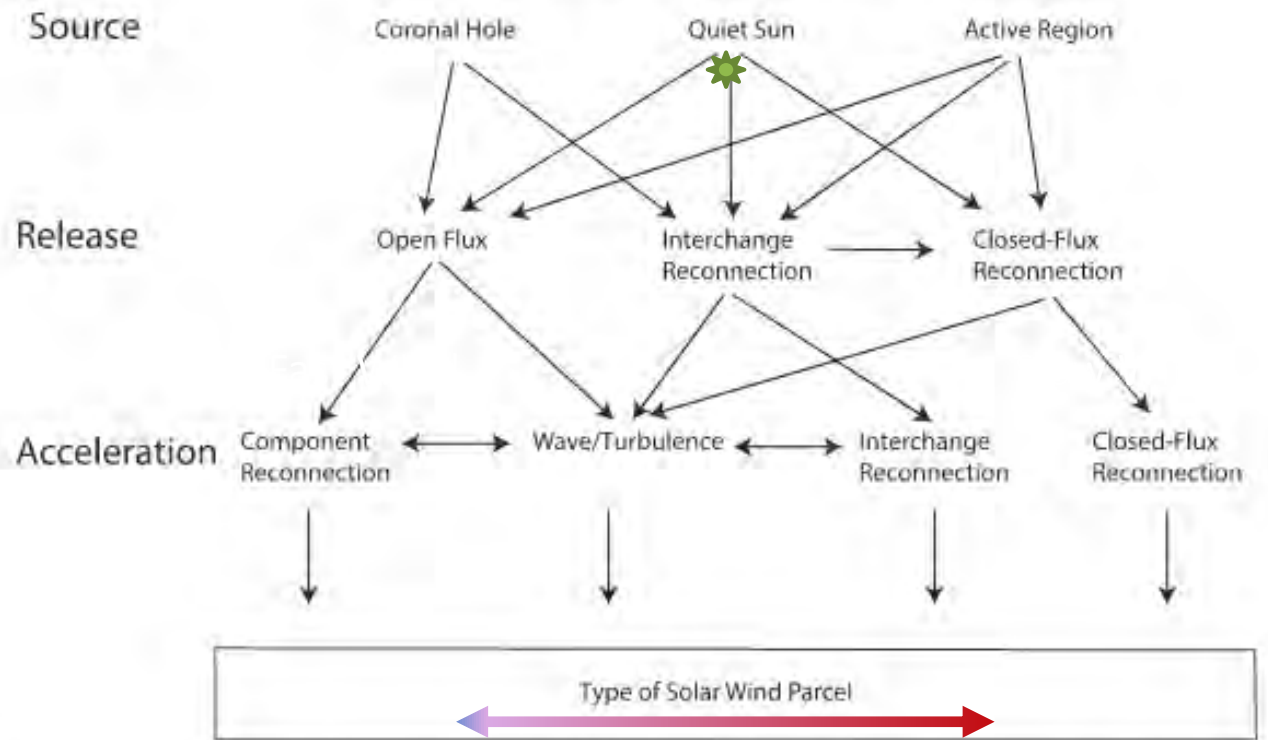 Source
Coronal Hole
Quiet Sun
Active Region
Release
Open Flux
Interchange
Reconnection
Closed-Flux
Reconnection
Acceleration
Component
Reconnection
Wave/Turbulence
Interchange
Reconnection
Closed-Flux
Reconnection
Type of Solar Wind Parcel